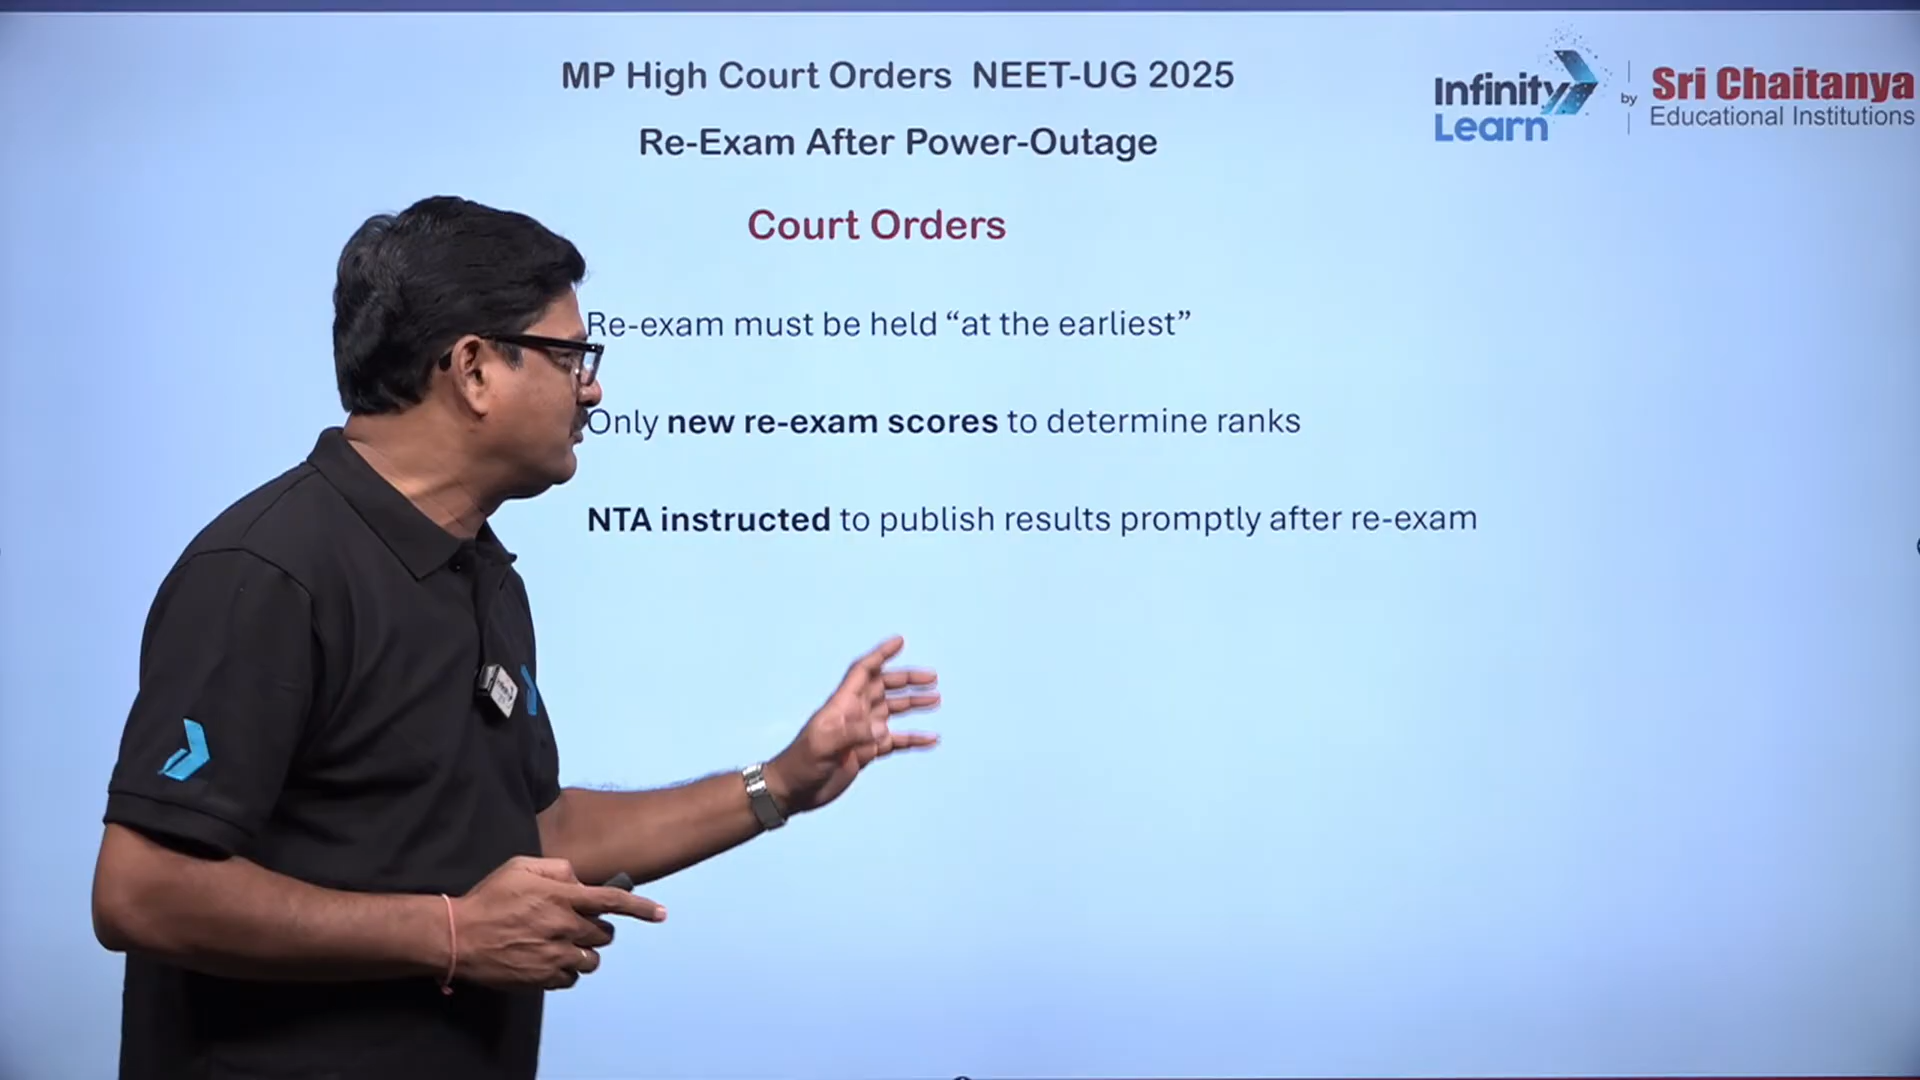 MP High Court Orders NEET-UG 2025
Re-Exam After Power-Outage
Infinity Learn by Sri Chaitanya Educational Institutions
Court Orders
Re-exam must be held “at the earliest”
Only new re-exam scores to determine ranks
NTA instructed to publish results promptly after re-exam